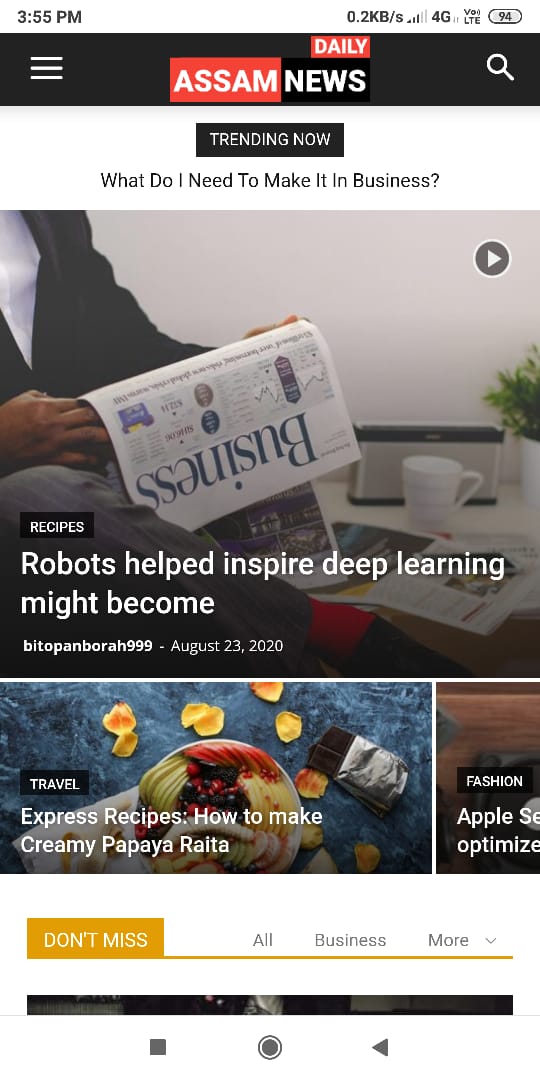 3:55 PM
0.2KB/s 4G Vo) LTE 94
DAILY
ASSAM NEWS
TRENDING NOW
What Do I Need To Make It In Business?
Business
RECIPES
Robots helped inspire deep learning
might become
bitopanborah999 - August 23, 2020
TRAVEL
Express Recipes: How to make
Creamy Papaya Raita
FASHION
Apple Se
optimize
DON'T MISS
All
Business
More